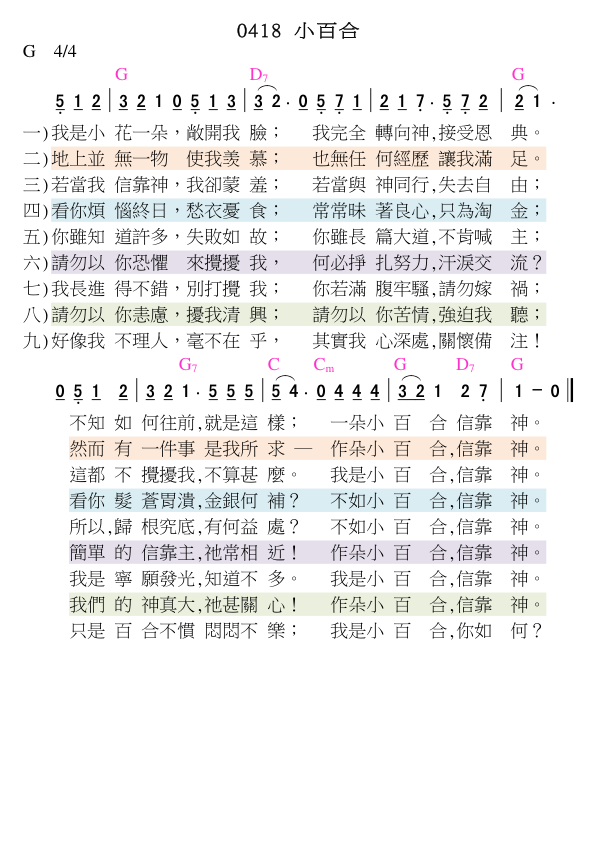 0418 小百合
G 4/4
G D7 G
5 1 2 | 3 2 1 0 5 1 3 | 3 2 . 0 5 7 1 | 2 1 7 . 5 7 2 | 2 1 .
一)我是小 花一朵，敞開我 臉； 我完全 轉向神,接受恩 典。
二)地上並 無一物 使我羨 慕； 也無任 何經歷 讓我滿 足。
三)若當我 信靠神，我卻蒙 羞； 若當與 神同行,失去自 由；
四)看你煩 惱終日，愁衣憂 食； 常常昧 著良心,只為淘 金；
五)你雖知 道許多，失敗如 故； 你雖長 篇大道,不肯喊 主；
六)請勿以 你恐懼 來攪擾 我， 何必掙 扎努力,汗淚交 流？
七)我長進 得不錯，別打攪 我； 你若滿 腹牢騷,請勿嫁 禍；
八)請勿以 你恚慮，擾我清 興； 請勿以 你苦情,強迫我 聽；
九)好像我 不理人，毫不在 乎， 其實我 心深處,關懷備 注！
G7 C Cm G D7 G
0 5 1 2 | 3 2 1 . 5 5 5 | 5 4 . 0 4 4 4 | 3 2 1 2 7 | 1 － 0 ||
不知 如 何往前,就是這 樣； 一朵小 百 合,信靠 神。
然而 有 一件事 是我所 求 — 作朵小 百 合,信靠 神。
這都 不 攪擾我,不算甚 麼。 我是小 百 合,信靠 神。
看你 髮 蒼胃潰,金銀何 補？ 不如小 百 合,信靠 神。
所以,歸 根究底,有何益 處？ 不如小 百 合,信靠 神。
簡單 的 信靠主,祂常相 近！ 作朵小 百 合,信靠 神。
我是 寧 願發光,知道不 多。 我是小 百 合,信靠 神。
我們 的 神真大,祂甚關 心！ 作朵小 百 合,信靠 神。
只是 百 合不慣 悶悶不 樂； 我是小 百 合,你如 何？